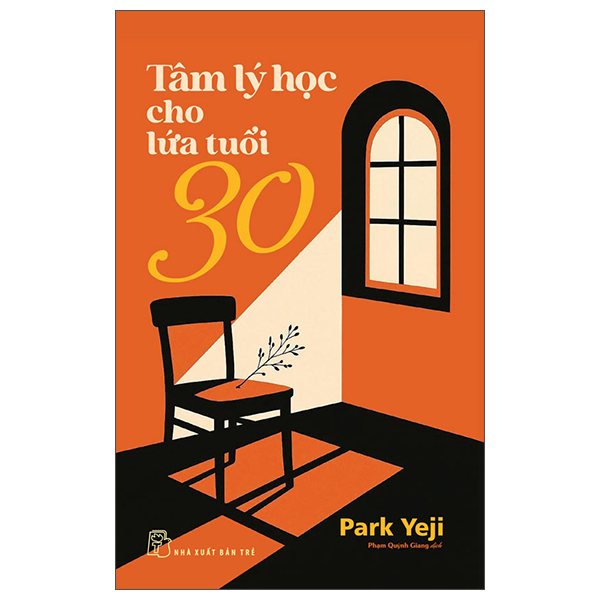 Tâm lý học
cho
lứa tuổi
30
Park Yeji
Phạm Quỳnh Giang dịch
NHÀ XUẤT BẢN TRẺ